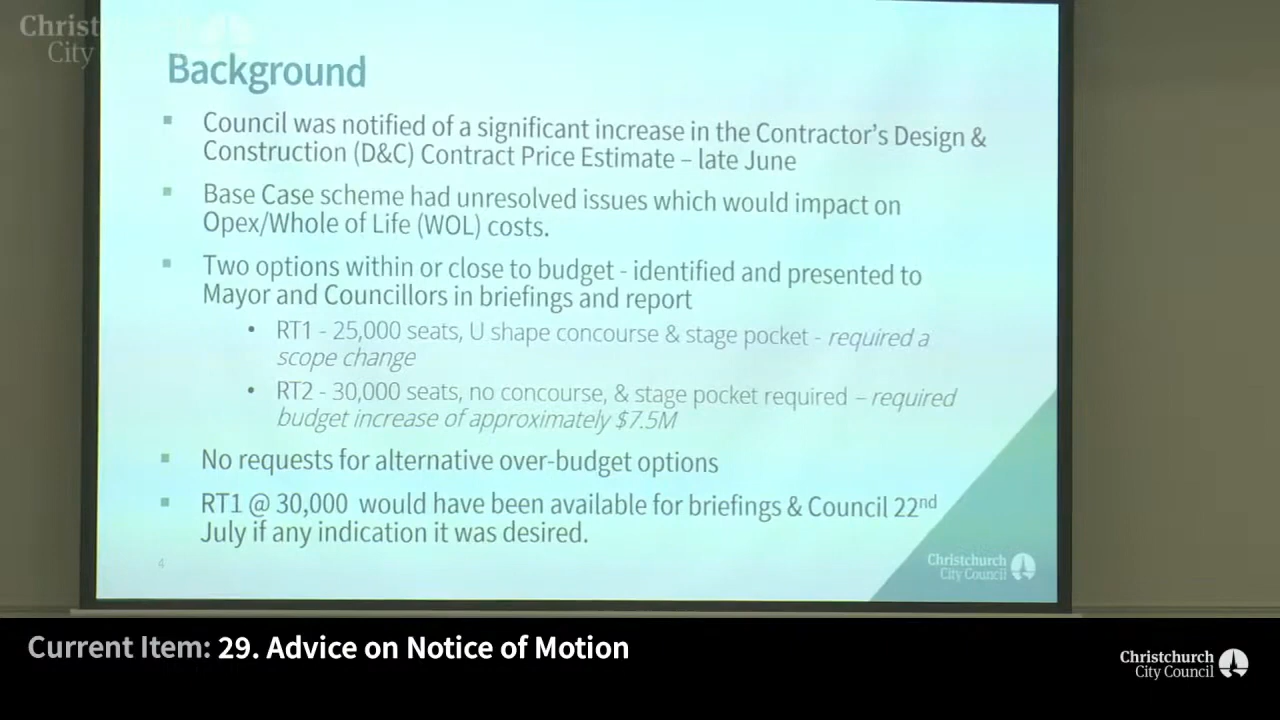 Christ
City
Background
Council was notified of a significant increase in the Contractor's Design &
Construction (D&C) Contract Price Estimate – late June
Base Case scheme had unresolved issues which would impact on
Opex/Whole of Life (WOL) costs.
Two options within or close to budget - identified and presented to
Mayor and Councillors in briefings and report
RT1 - 25,000 seats, U shape concourse & stage pocket - required a
scope change
RT2 - 30,000 seats, no concourse, & stage pocket required – required
budget increase of approximately $7.5M
No requests for alternative over-budget options
RT1 @ 30,000 would have been available for briefings & Council 22nd
July if any indication it was desired.
4
Christchurch
City Council
Current Item: 29. Advice on Notice of Motion
Christchurch
City Council